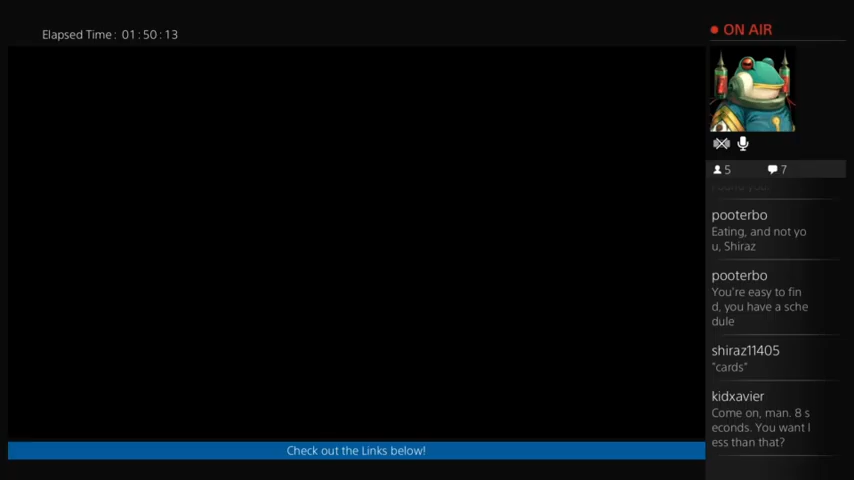 Elapsed Time: 01:50:13
ON AIR
5 7
pooterbo
Eating, and not yo
u, Shiraz
pooterbo
You're easy to fin
d, you have a sche
dule
shiraz11405
"cards"
kidxavier
Come on, man. 8 s
econds. You want l
ess than that?
Check out the Links below!